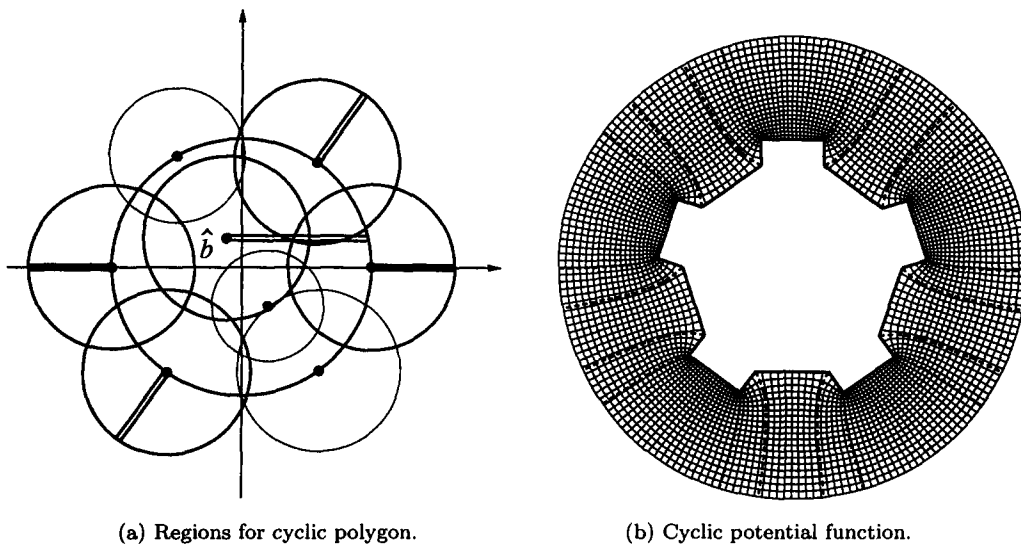 b̂
(a) Regions for cyclic polygon.
(b) Cyclic potential function.